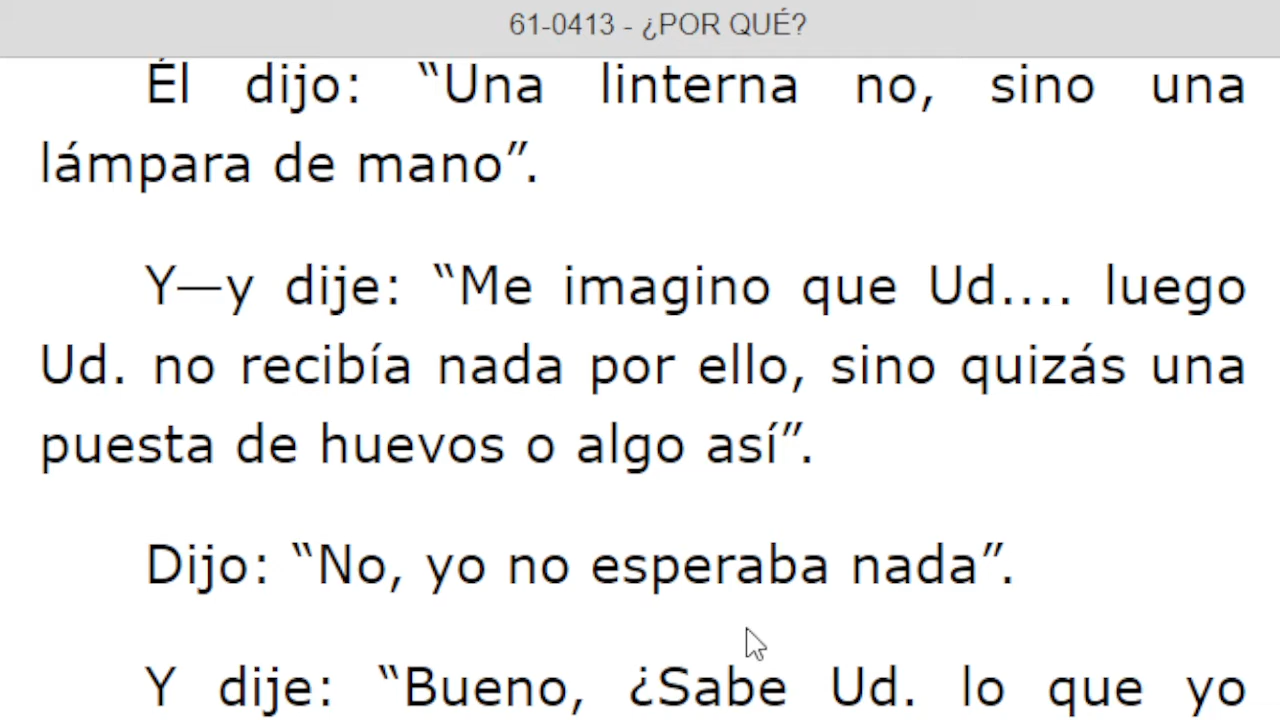 61-0413 - ¿POR QUÉ?
Él dijo: “Una linterna no, sino una
lámpara de mano”.
Y—y dije: “Me imagino que Ud.... luego
Ud. no recibía nada por ello, sino quizás una
puesta de huevos o algo así”.
Dijo: “No, yo no esperaba nada”.
Y dije: “Bueno, ¿Sabe Ud. lo que yo